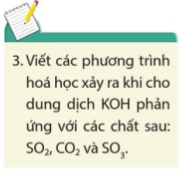 3. Viết các phương trình
hoá học xảy ra khi cho
dung dịch KOH phản
ứng với các chất sau:
SO₂, CO₂ và SO₃.